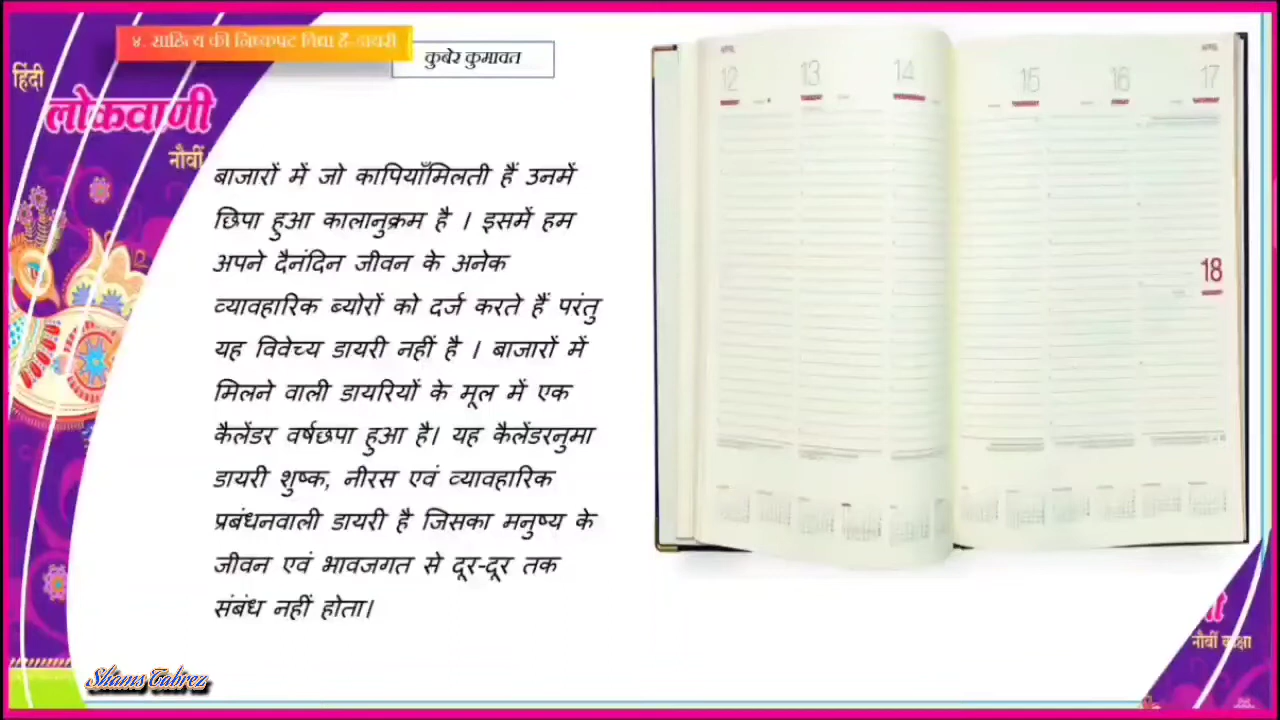 ४. साहित्य की निष्कपट विधा है-डायरी
कुबेर कुमावत
हिंदी
लोकवाणी
नौवीं
बाजारों में जो कापियाँमिलती हैं उनमें
छिपा हुआ कालानुक्रम है । इसमें हम
अपने दैनंदिन जीवन के अनेक
व्यावहारिक ब्योरों को दर्ज करते हैं परंतु
यह विवेच्य डायरी नहीं है । बाजारों में
मिलने वाली डायरियों के मूल में एक
कैलेंडर वर्षछपा हुआ है। यह कैलेंडरनुमा
डायरी शुष्क, नीरस एवं व्यावहारिक
प्रबंधनवाली डायरी है जिसका मनुष्य के
जीवन एवं भावजगत से दूर-दूर तक
संबंध नहीं होता।
APRIL
12 13 14
APRIL
15 16 17
18
नौवीं कक्षा
Shams Tabrez